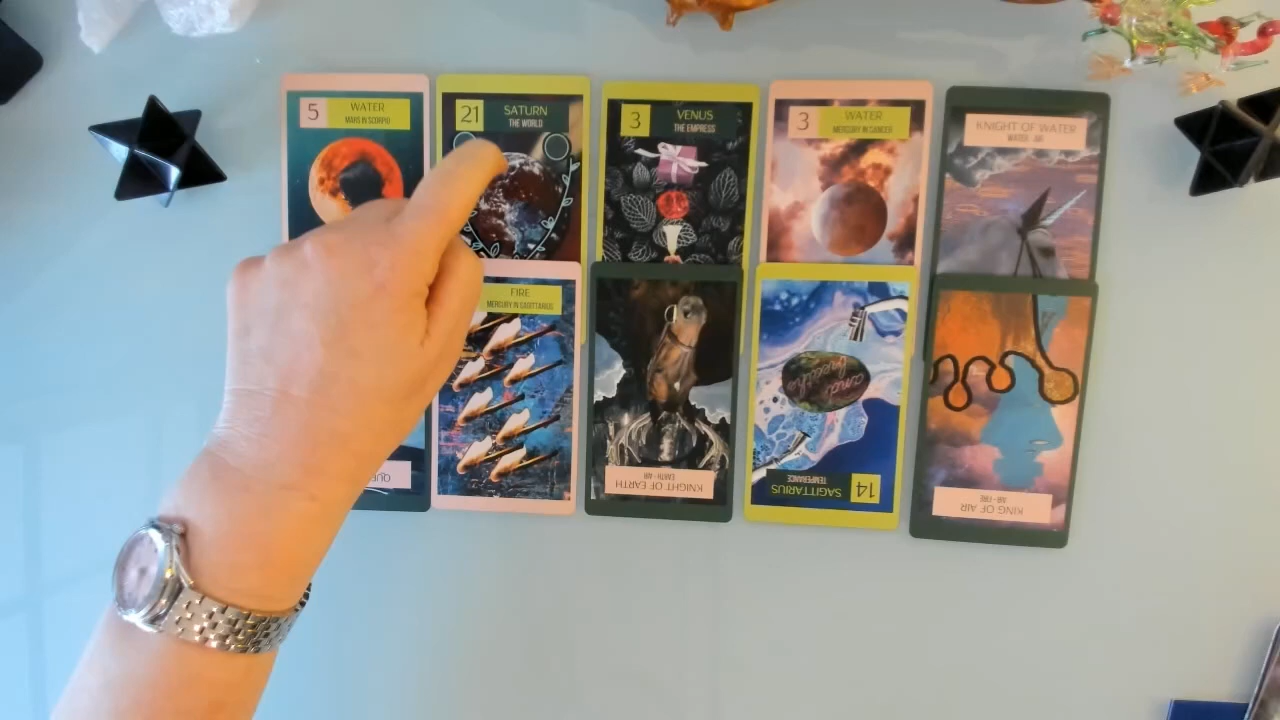 5
WATER
MARS IN SCORPIO
21
SATURN
THE WORLD
3
VENUS
THE EMPRESS
3
WATER
MERCURY IN CANCER
KNIGHT OF WATER
WATER - AIR
FIRE
MERCURY IN SAGITTARIUS
KNIGHT OF EARTH
EARTH - AIR
and
breathe
14
SAGITTARIUS
TEMPERANCE
KING OF AIR
AIR - FIRE